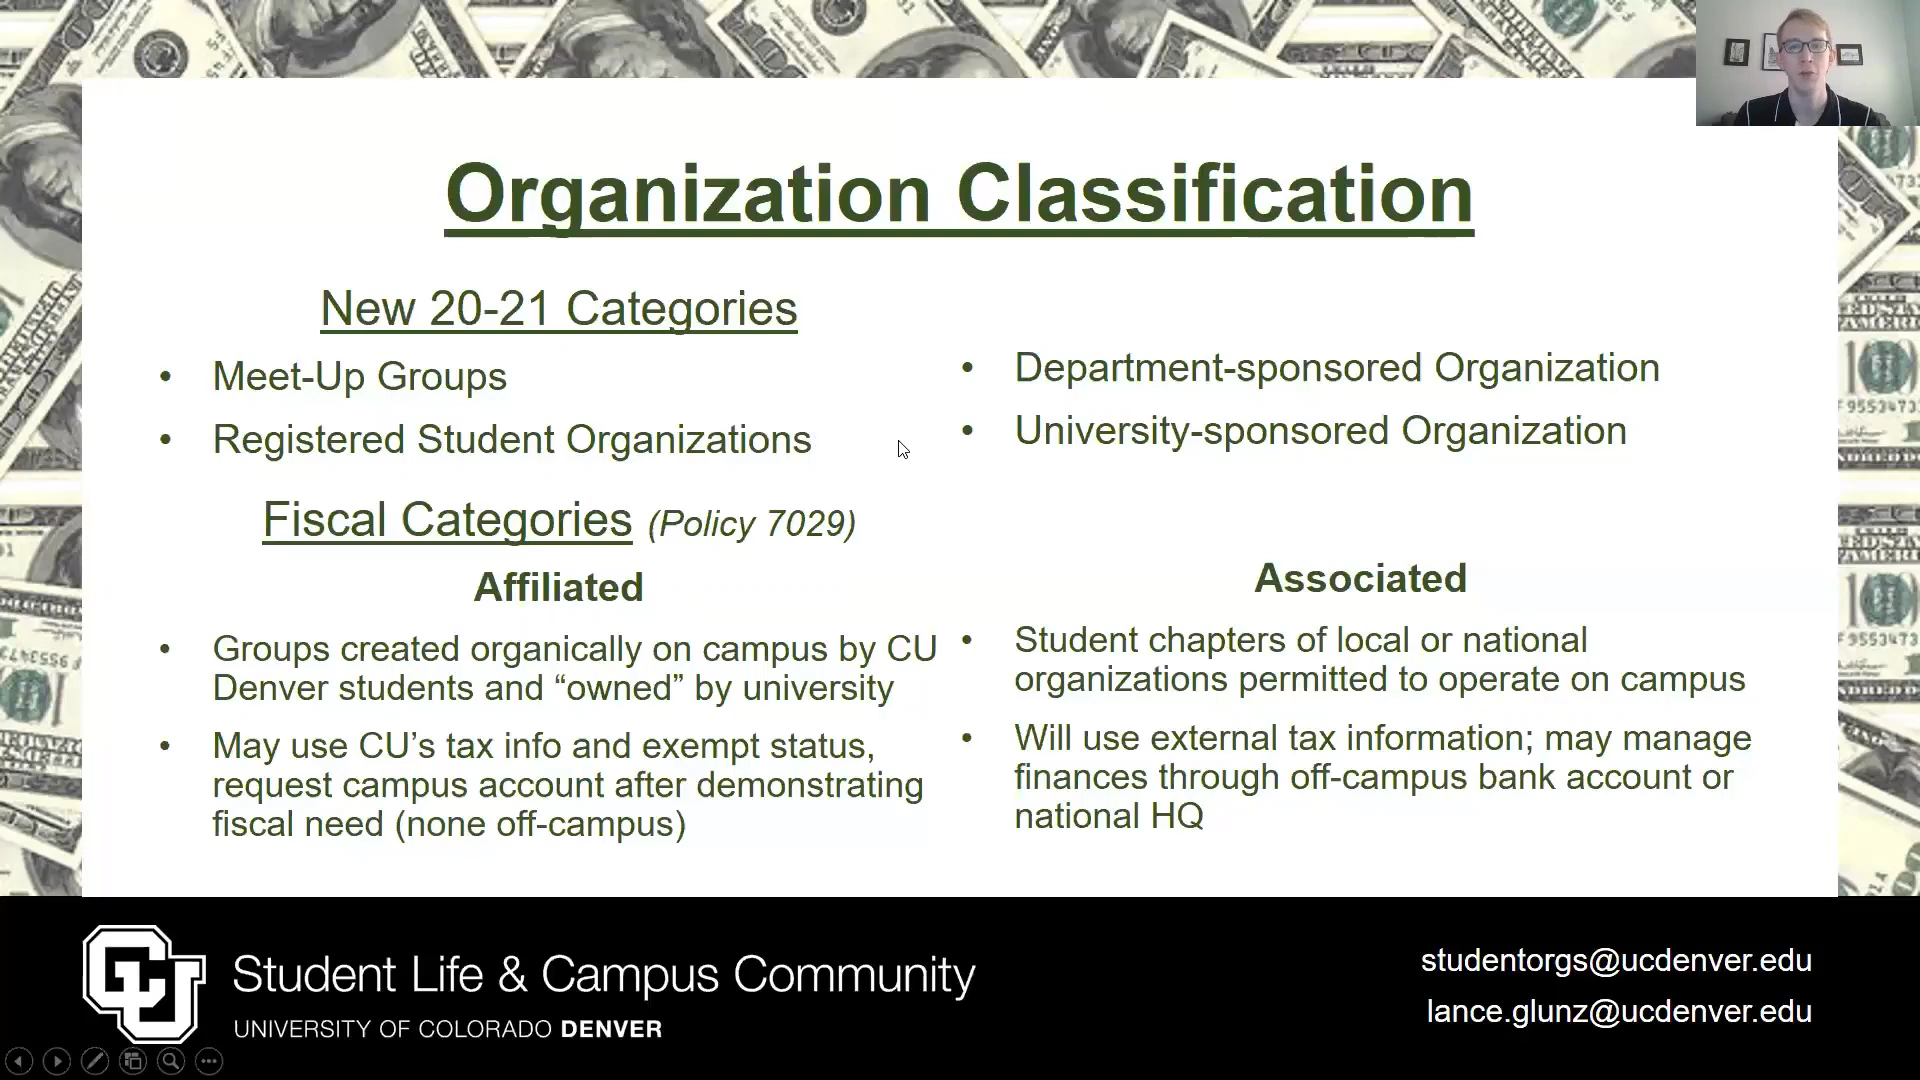 Organization Classification
New 20-21 Categories
• Meet-Up Groups
• Registered Student Organizations
• Department-sponsored Organization
• University-sponsored Organization
Fiscal Categories (Policy 7029)
Affiliated
• Groups created organically on campus by CU
Denver students and “owned” by university
• May use CU’s tax info and exempt status,
request campus account after demonstrating
fiscal need (none off-campus)
Associated
• Student chapters of local or national
organizations permitted to operate on campus
• Will use external tax information; may manage
finances through off-campus bank account or
national HQ
CU
Student Life & Campus Community
UNIVERSITY OF COLORADO DENVER
studentorgs@ucdenver.edu
lance.glunz@ucdenver.edu